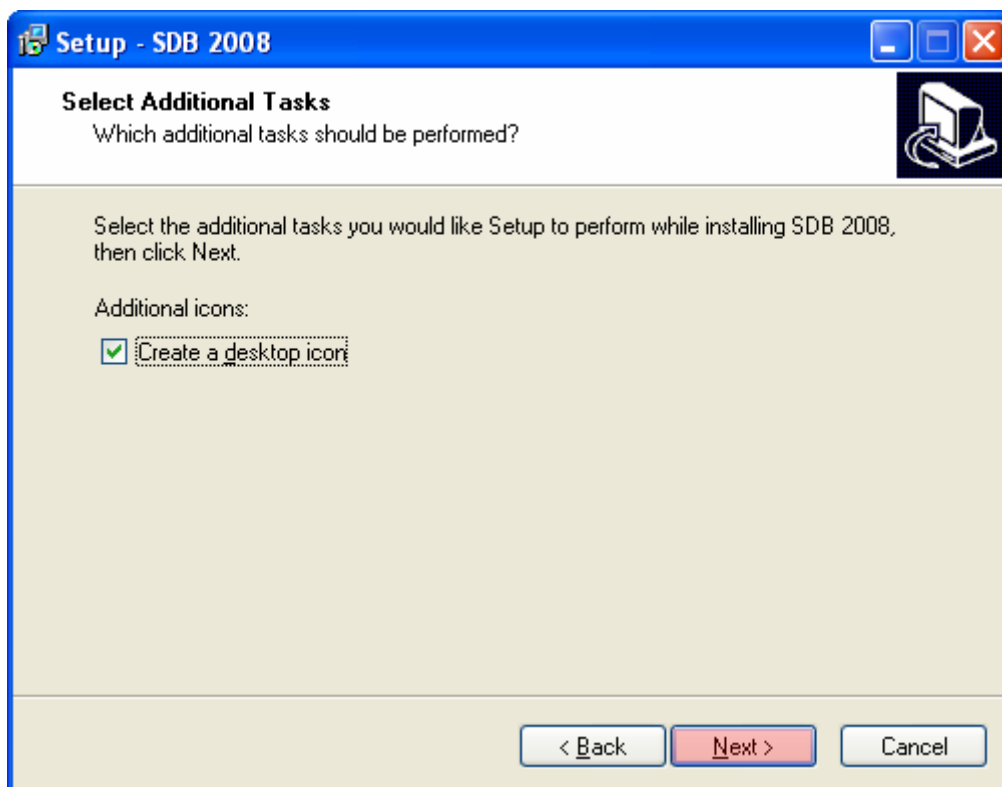 Setup - SDB 2008
Select Additional Tasks
Which additional tasks should be performed?
Select the additional tasks you would like Setup to perform while installing SDB 2008,
then click Next.
Additional icons:
Create a desktop icon
< Back
Next >
Cancel